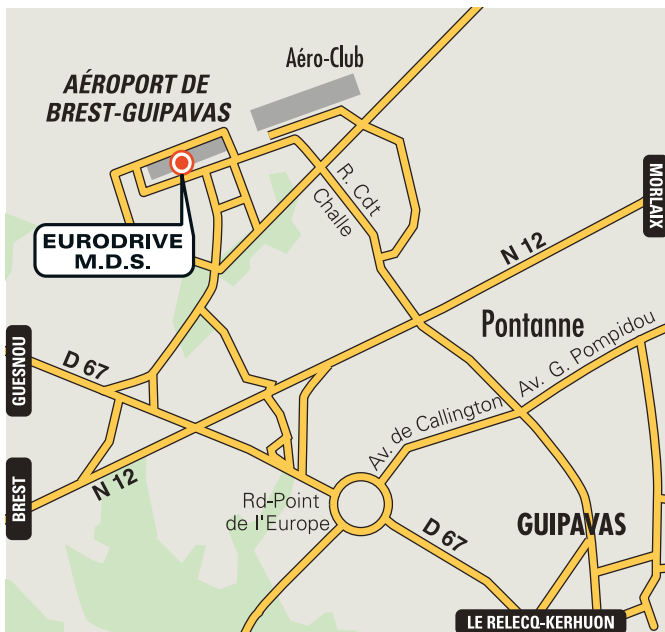 Aéro-Club
AÉROPORT DE
BREST-GUIPAVAS
R. Cdt
Challe
MORLAIX
EURODRIVE
M.D.S.
N 12
Pontanne
GUESNOU
D 67
Av. G. Pompidou
Av. de Callington
BREST
N 12
Rd-Point
de l'Europe
D 67
GUIPAVAS
LE RELECQ-KERHUON